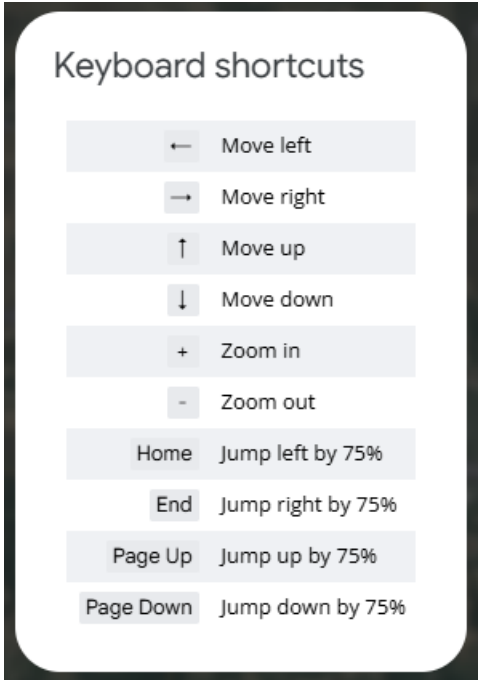 Keyboard shortcuts
← Move left
→ Move right
↑ Move up
↓ Move down
+ Zoom in
- Zoom out
Home Jump left by 75%
End Jump right by 75%
Page Up Jump up by 75%
Page Down Jump down by 75%